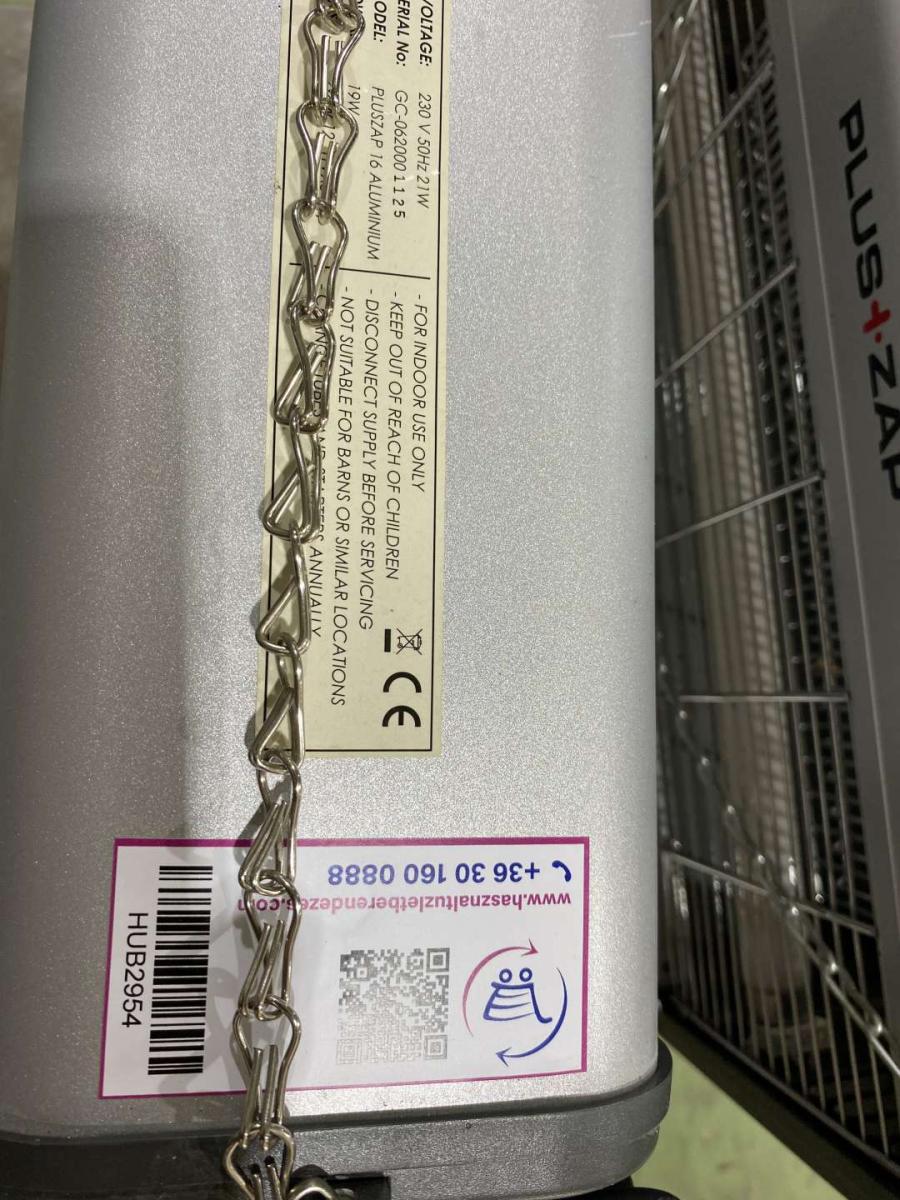 VOLTAGE: 230 V 50Hz 21W
ERIAL No: GC-062000 1 1 2 5
ODEL: PLUSZAP 16 ALUMINIUM
19W
- FOR INDOOR USE ONLY
- KEEP OUT OF REACH OF CHILDREN
- DISCONNECT SUPPLY BEFORE SERVICING
- NOT SUITABLE FOR BARNS OR SIMILAR LOCATIONS
ANNUALLY
CE
PLUS+ZAP
www.hasznaltuzletberendezes.com
+36 30 160 0888
HUB2954